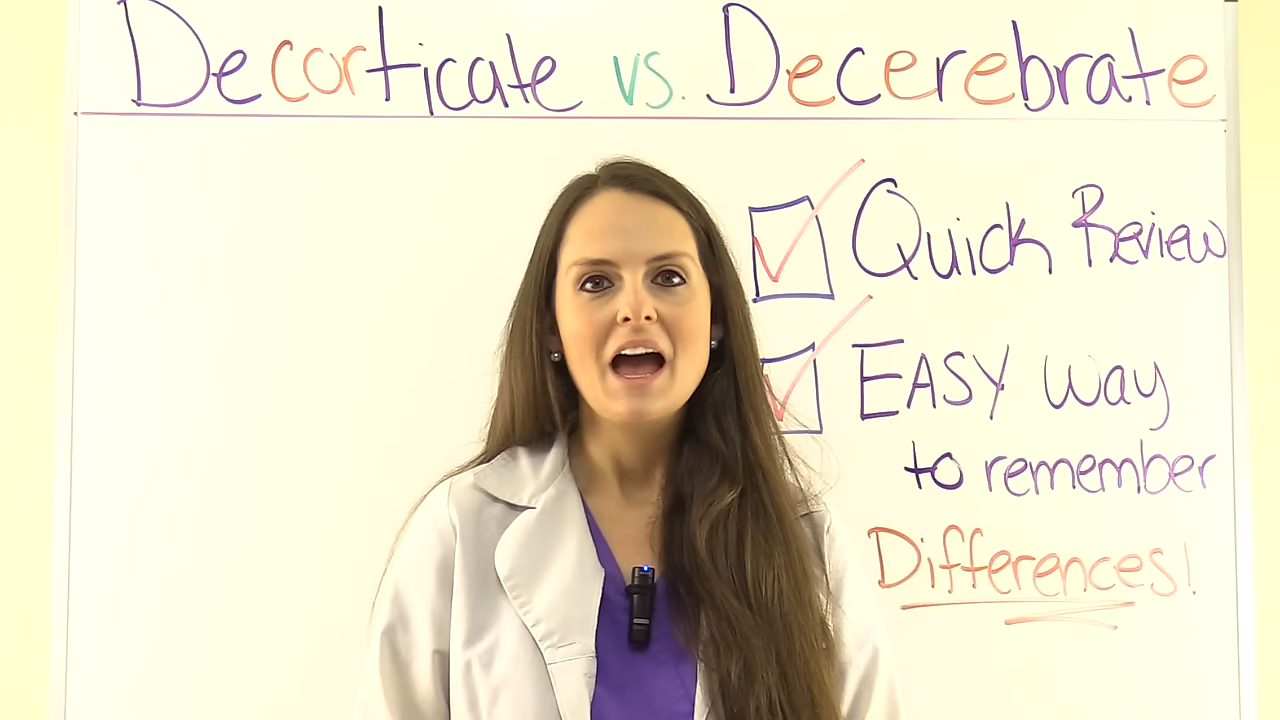 Decorticate vs. Decerebrate
Quick Review
EASY way
to remember
Differences!